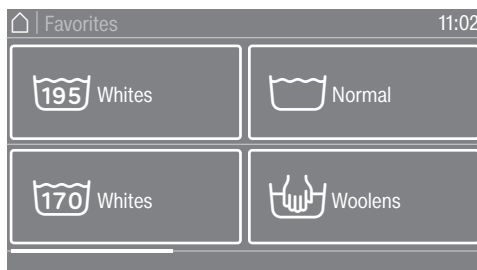 Favorites 11:02
195 Whites
Normal
170 Whites
Woolens